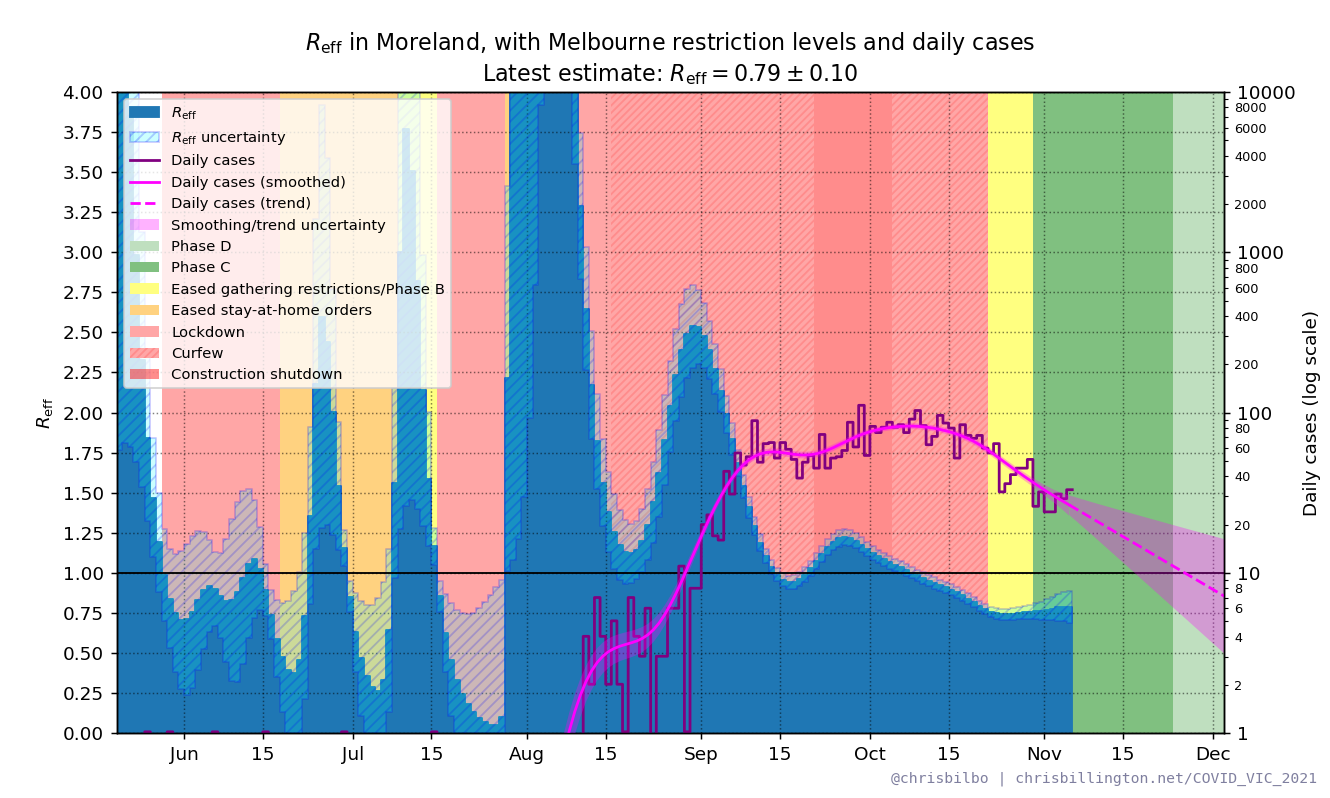 Reff in Moreland, with Melbourne restriction levels and daily cases
Latest estimate: Reff = 0.79 ± 0.10
Reff
Reff uncertainty
Daily cases
Daily cases (smoothed)
Daily cases (trend)
Smoothing/trend uncertainty
Phase D
Phase C
Eased gathering restrictions/Phase B
Eased stay-at-home orders
Lockdown
Curfew
Construction shutdown
Reff
4.00
3.75
3.50
3.25
3.00
2.75
2.50
2.25
2.00
1.75
1.50
1.25
1.00
0.75
0.50
0.25
0.00
10000
8000
6000
4000
2000
1000
800
600
400
200
100
80
60
40
20
10
8
6
4
2
1
Daily cases (log scale)
Jun 15 Jul 15 Aug 15 Sep 15 Oct 15 Nov 15 Dec
@chrisbilbo | chrisbillington.net/COVID_VIC_2021